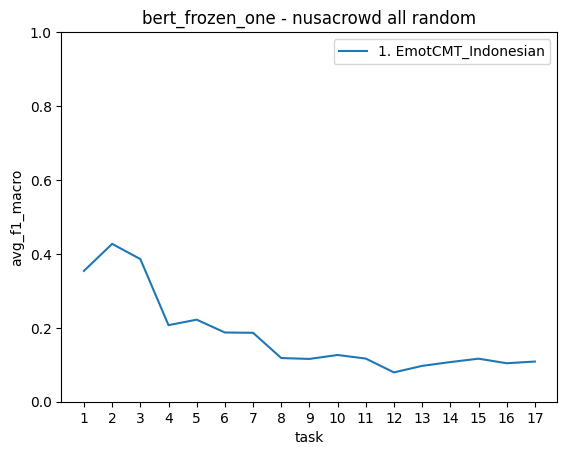 bert_frozen_one - nusacrowd all random
1. EmotCMT_Indonesian
avg_f1_macro
1.0
0.8
0.6
0.4
0.2
0.0
1 2 3 4 5 6 7 8 9 10 11 12 13 14 15 16 17
task